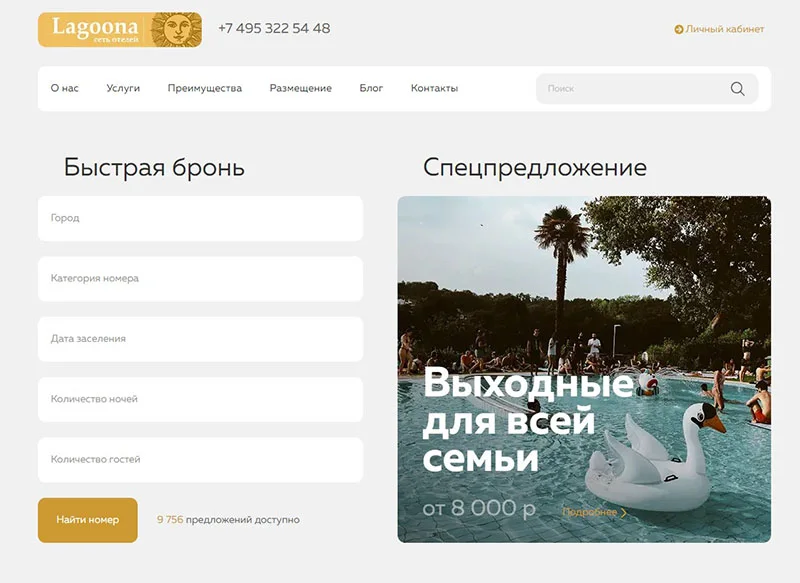 Lagoona
сеть отелей
+7 495 322 54 48
Личный кабинет
О нас
Услуги
Преимущества
Размещение
Блог
Контакты
Поиск
Быстрая бронь
Город
Категория номера
Дата заселения
Количество ночей
Количество гостей
Найти номер
9 756 предложений доступно
Спецпредложение
Выходные
для всей
семьи
от 8 000 р
Подробнее